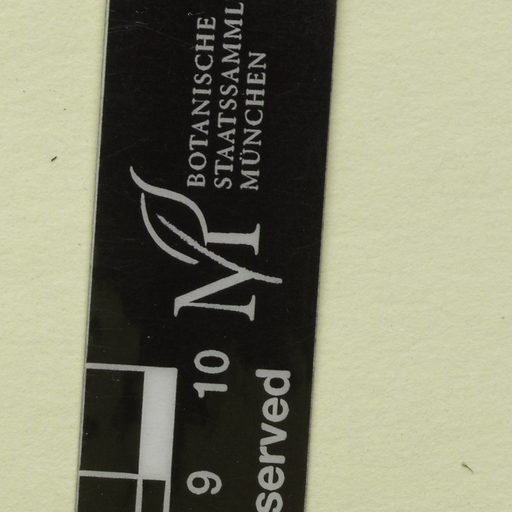 BOTANISCHE
STAATSSAMML
MÜNCHEN
M
9 10
served